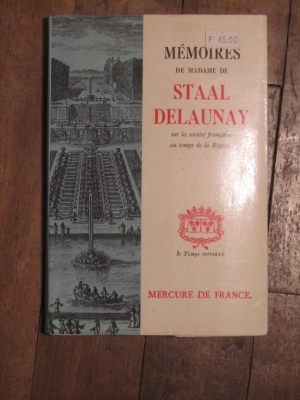 F 45,00
MÉMOIRES
DE MADAME DE
STAAL
DELAUNAY
sur la société française
au temps de la Régence
le Temps retrouvé
MERCURE DE FRANCE